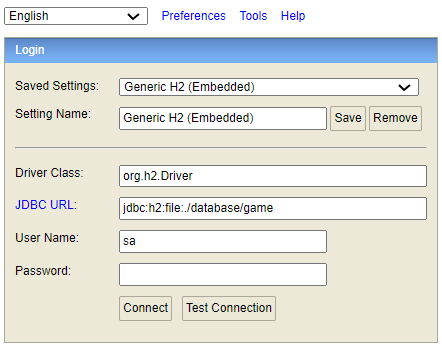 English Preferences Tools Help
Login
Saved Settings: Generic H2 (Embedded)
Setting Name: Generic H2 (Embedded) Save Remove
Driver Class: org.h2.Driver
JDBC URL: jdbc:h2:file:./database/game
User Name: sa
Password:
Connect Test Connection